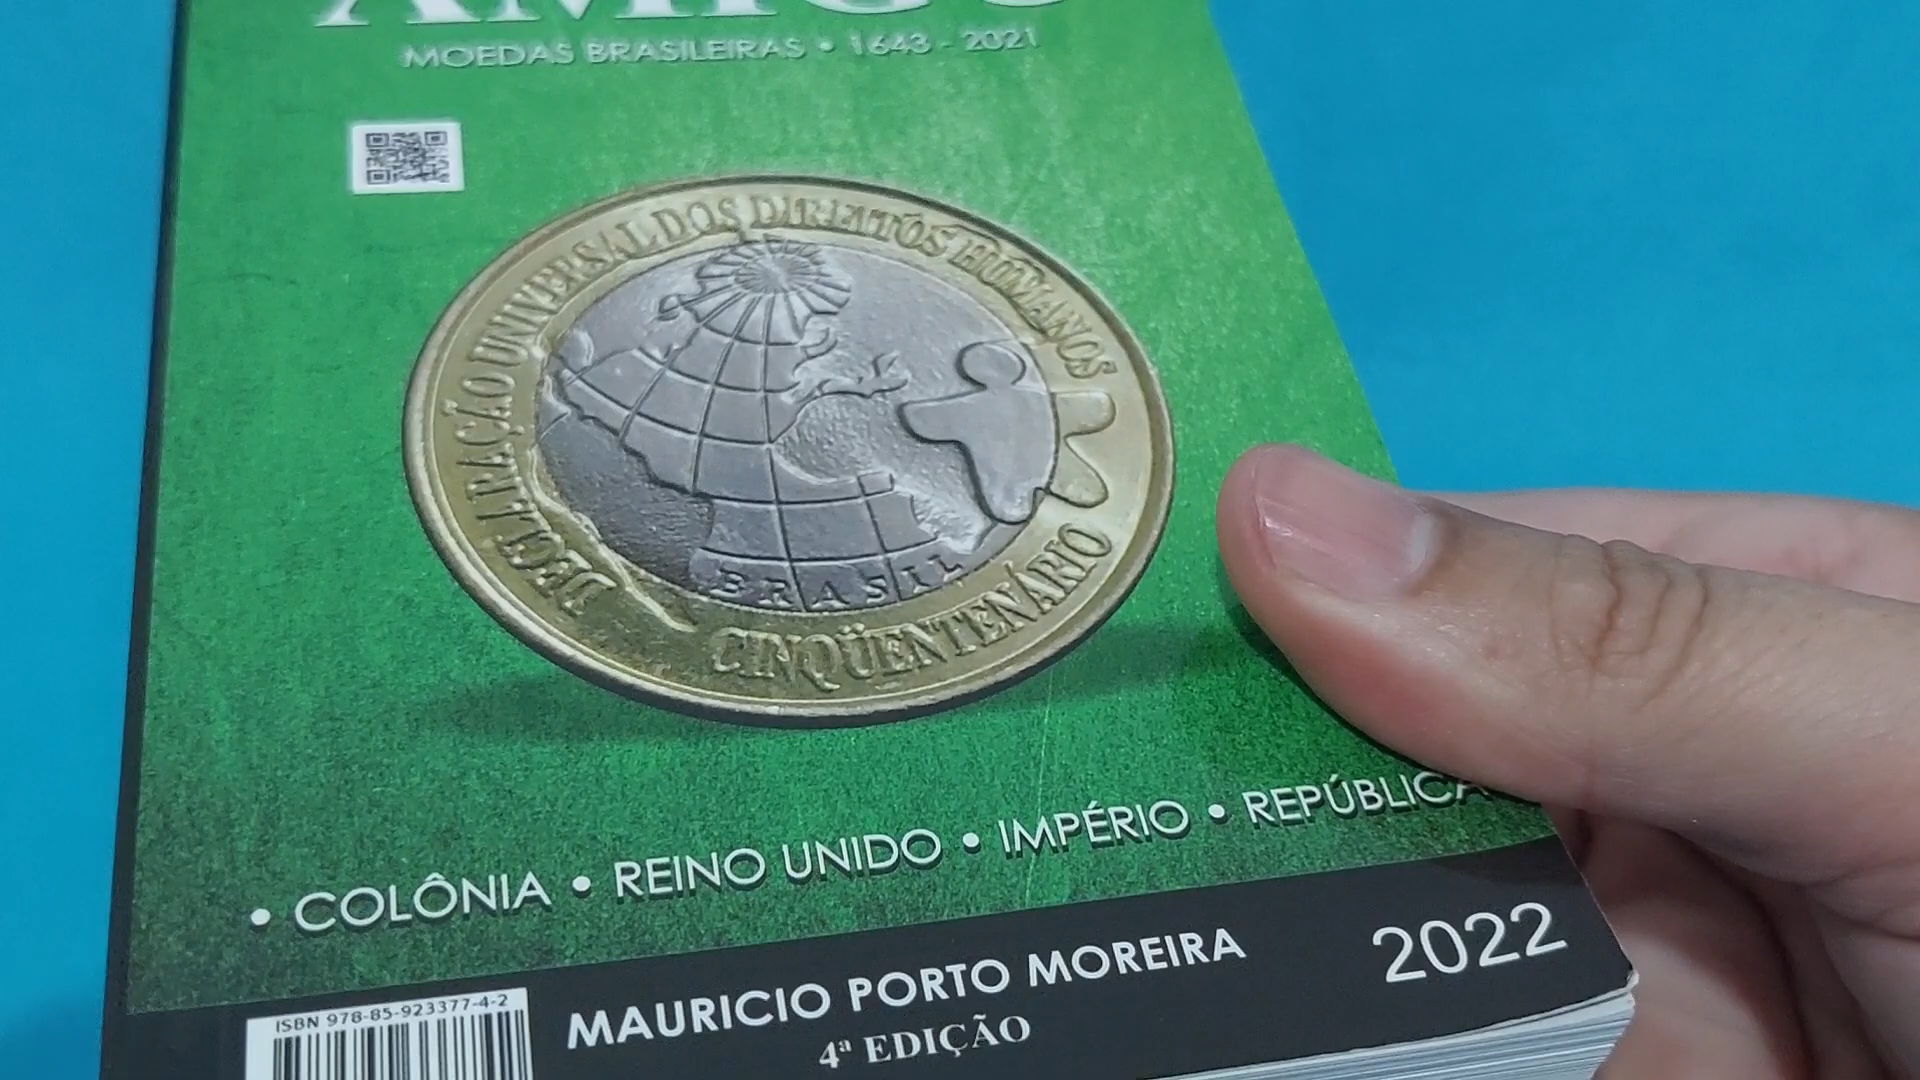 AMIGO
MOEDAS BRASILEIRAS • 1643 - 2021
DECLARAÇÃO UNIVERSAL DOS DIREITOS HUMANOS
BRASIL
CINQÜENTENÁRIO
• COLÔNIA • REINO UNIDO • IMPÉRIO • REPÚBLICA
MAURICIO PORTO MOREIRA
2022
4ª EDIÇÃO
ISBN 978-85-923377-4-2